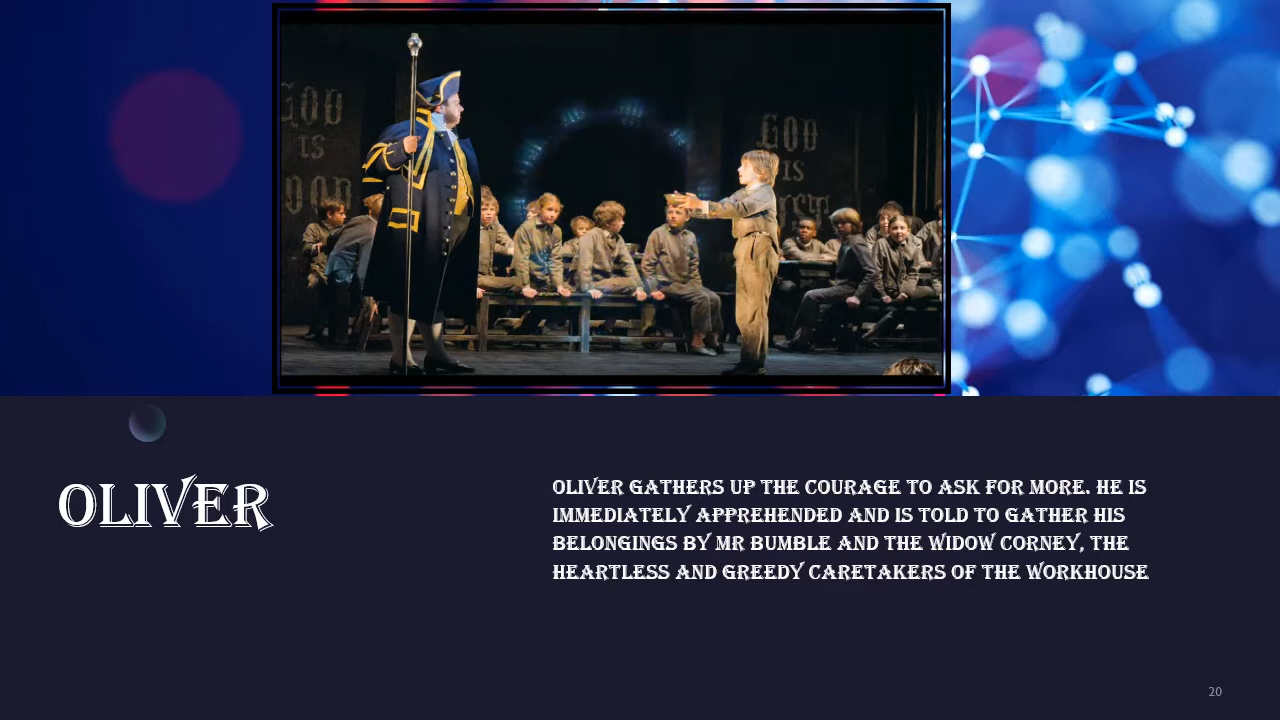 GOD
IS
GOD
IS
OLIVER
OLIVER GATHERS UP THE COURAGE TO ASK FOR MORE. HE IS
IMMEDIATELY APPREHENDED AND IS TOLD TO GATHER HIS
BELONGINGS BY MR BUMBLE AND THE WIDOW CORNEY, THE
HEARTLESS AND GREEDY CARETAKERS OF THE WORKHOUSE
20